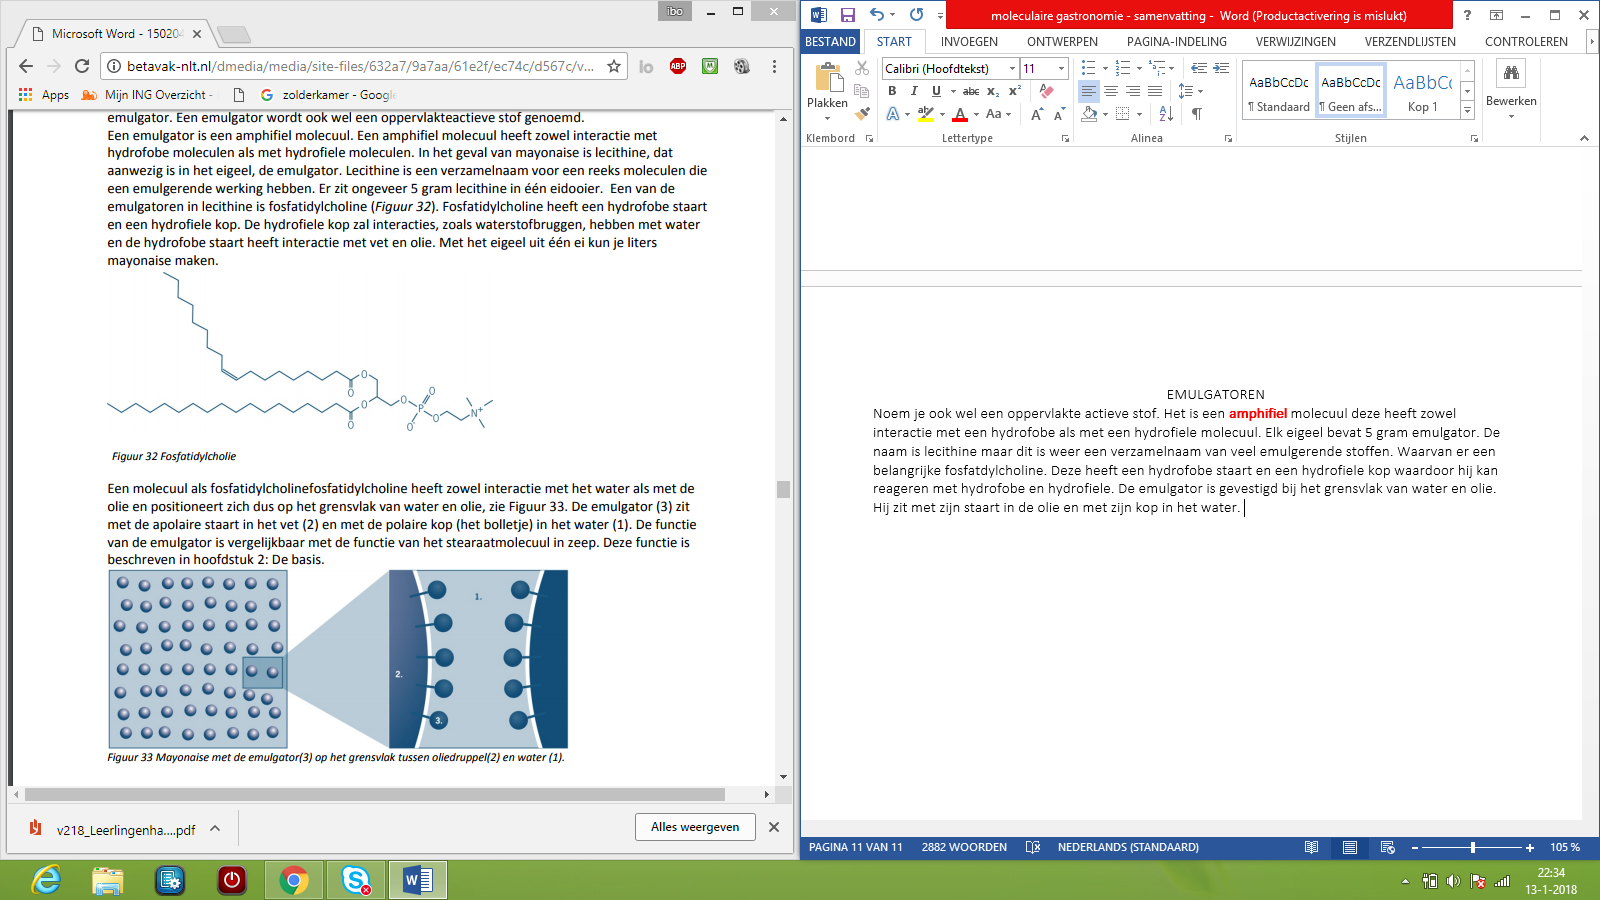 ibo
Microsoft Word - 15020
betavak-nlt.nl/dmedia/media/site-files/632a7/9a7aa/61e2f/ec74c/d567c/v...
Apps Mijn ING Overzicht - zolderkamer - Google
emulgator. Een emulgator wordt ook wel een oppervlakteactieve stof genoemd.
Een emulgator is een amphifiel molecuul. Een amphifiel molecuul heeft zowel interactie met
hydrofobe moleculen als met hydrofiele moleculen. In het geval van mayonaise is lecithine, dat
aanwezig is in het eigeel, de emulgator. Lecithine is een verzamelnaam voor een reeks moleculen die
een emulgerende werking hebben. Er zit ongeveer 5 gram lecithine in één eidooier. Een van de
emulgatoren in lecithine is fosfatidylcholine (Figuur 32). Fosfatidylcholine heeft een hydrofobe staart
en een hydrofiele kop. De hydrofiele kop zal interacties, zoals waterstofbruggen, hebben met water
en de hydrofobe staart heeft interactie met vet en olie. Met het eigeel uit één ei kun je liters
mayonaise maken.
O
O
O
O
O
O
P
O
O-
N+
Figuur 32 Fosfatidylcholie
Een molecuul als fosfatidylcholinefosfatidylcholine heeft zowel interactie met het water als met de
olie en positioneert zich dus op het grensvlak van water en olie, zie Figuur 33. De emulgator (3) zit
met de apolaire staart in het vet (2) en met de polaire kop (het bolletje) in het water (1). De functie
van de emulgator is vergelijkbaar met de functie van het stearaatmolecuul in zeep. Deze functie is
beschreven in hoofdstuk 2: De basis.
1.
2.
3.
Figuur 33 Mayonaise met de emulgator(3) op het grensvlak tussen oliedruppel(2) en water (1).
v218_Leerlingenha....pdf
Alles weergeven
moleculaire gastronomie - samenvatting - Word (Productactivering is mislukt)
BESTAND START INVOEGEN ONTWERPEN PAGINA-INDELING VERWIJZINGEN VERZENDLIJSTEN CONTROLEREN
Plakken
Klembord
Calibri (Hoofdtekst) 11
B I U abc x₂ x²
A A Aa A A
Lettertype
Alinea
AaBbCcDc AaBbCcDc AaBbCc
¶ Standaard ¶ Geen afs... Kop 1
Stijlen
Bewerken
EMULGATOREN
Noem je ook wel een oppervlakte actieve stof. Het is een amphifiel molecuul deze heeft zowel
interactie met een hydrofobe als met een hydrofiele molecuul. Elk eigeel bevat 5 gram emulgator. De
naam is lecithine maar dit is weer een verzamelnaam van veel emulgerende stoffen. Waarvan er een
belangrijke fosfatdylcholine. Deze heeft een hydrofobe staart en een hydrofiele kop waardoor hij kan
reageren met hydrofobe en hydrofiele. De emulgator is gevestigd bij het grensvlak van water en olie.
Hij zit met zijn staart in de olie en met zijn kop in het water.
PAGINA 11 VAN 11 2882 WOORDEN NEDERLANDS (STANDAARD) 105 %
22:34
13-1-2018